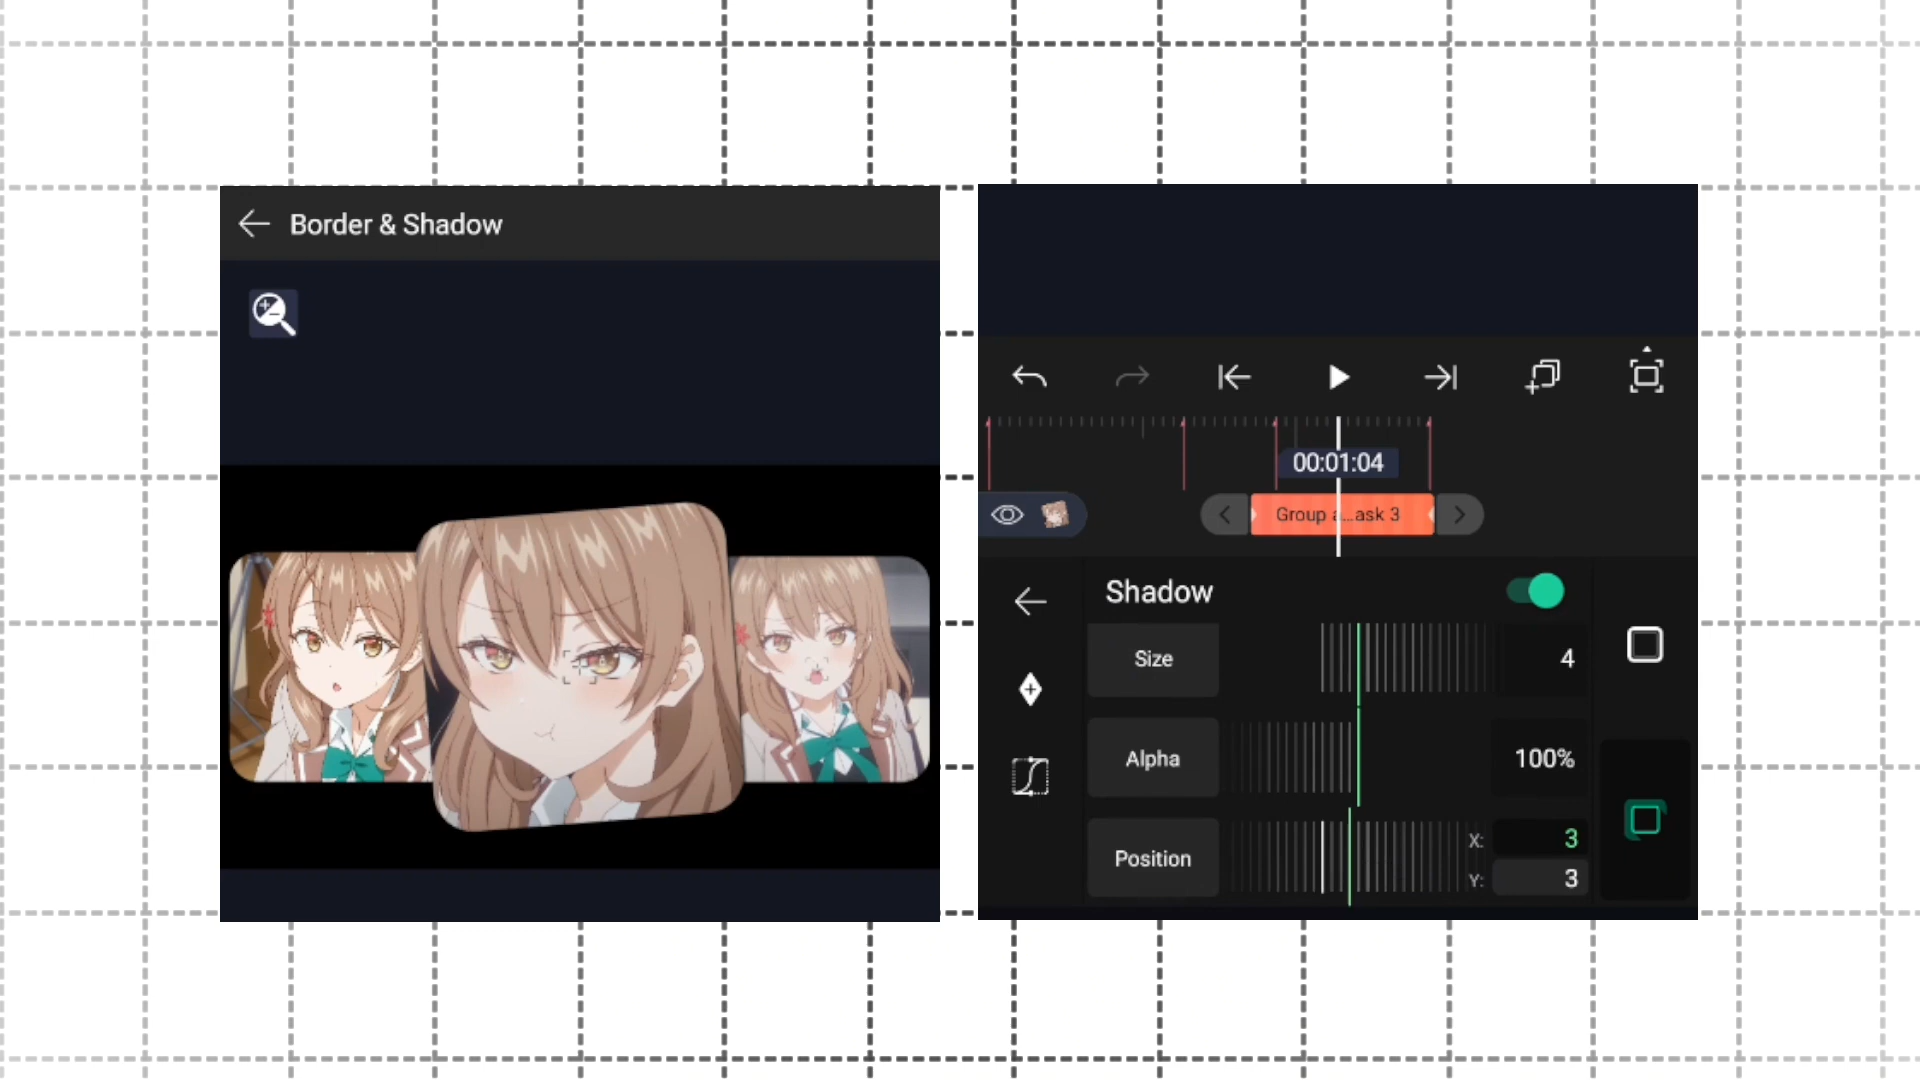 Border & Shadow
00:01:04
Group a...ask 3
Shadow
Size
4
Alpha
100%
Position
X: 3
Y: 3